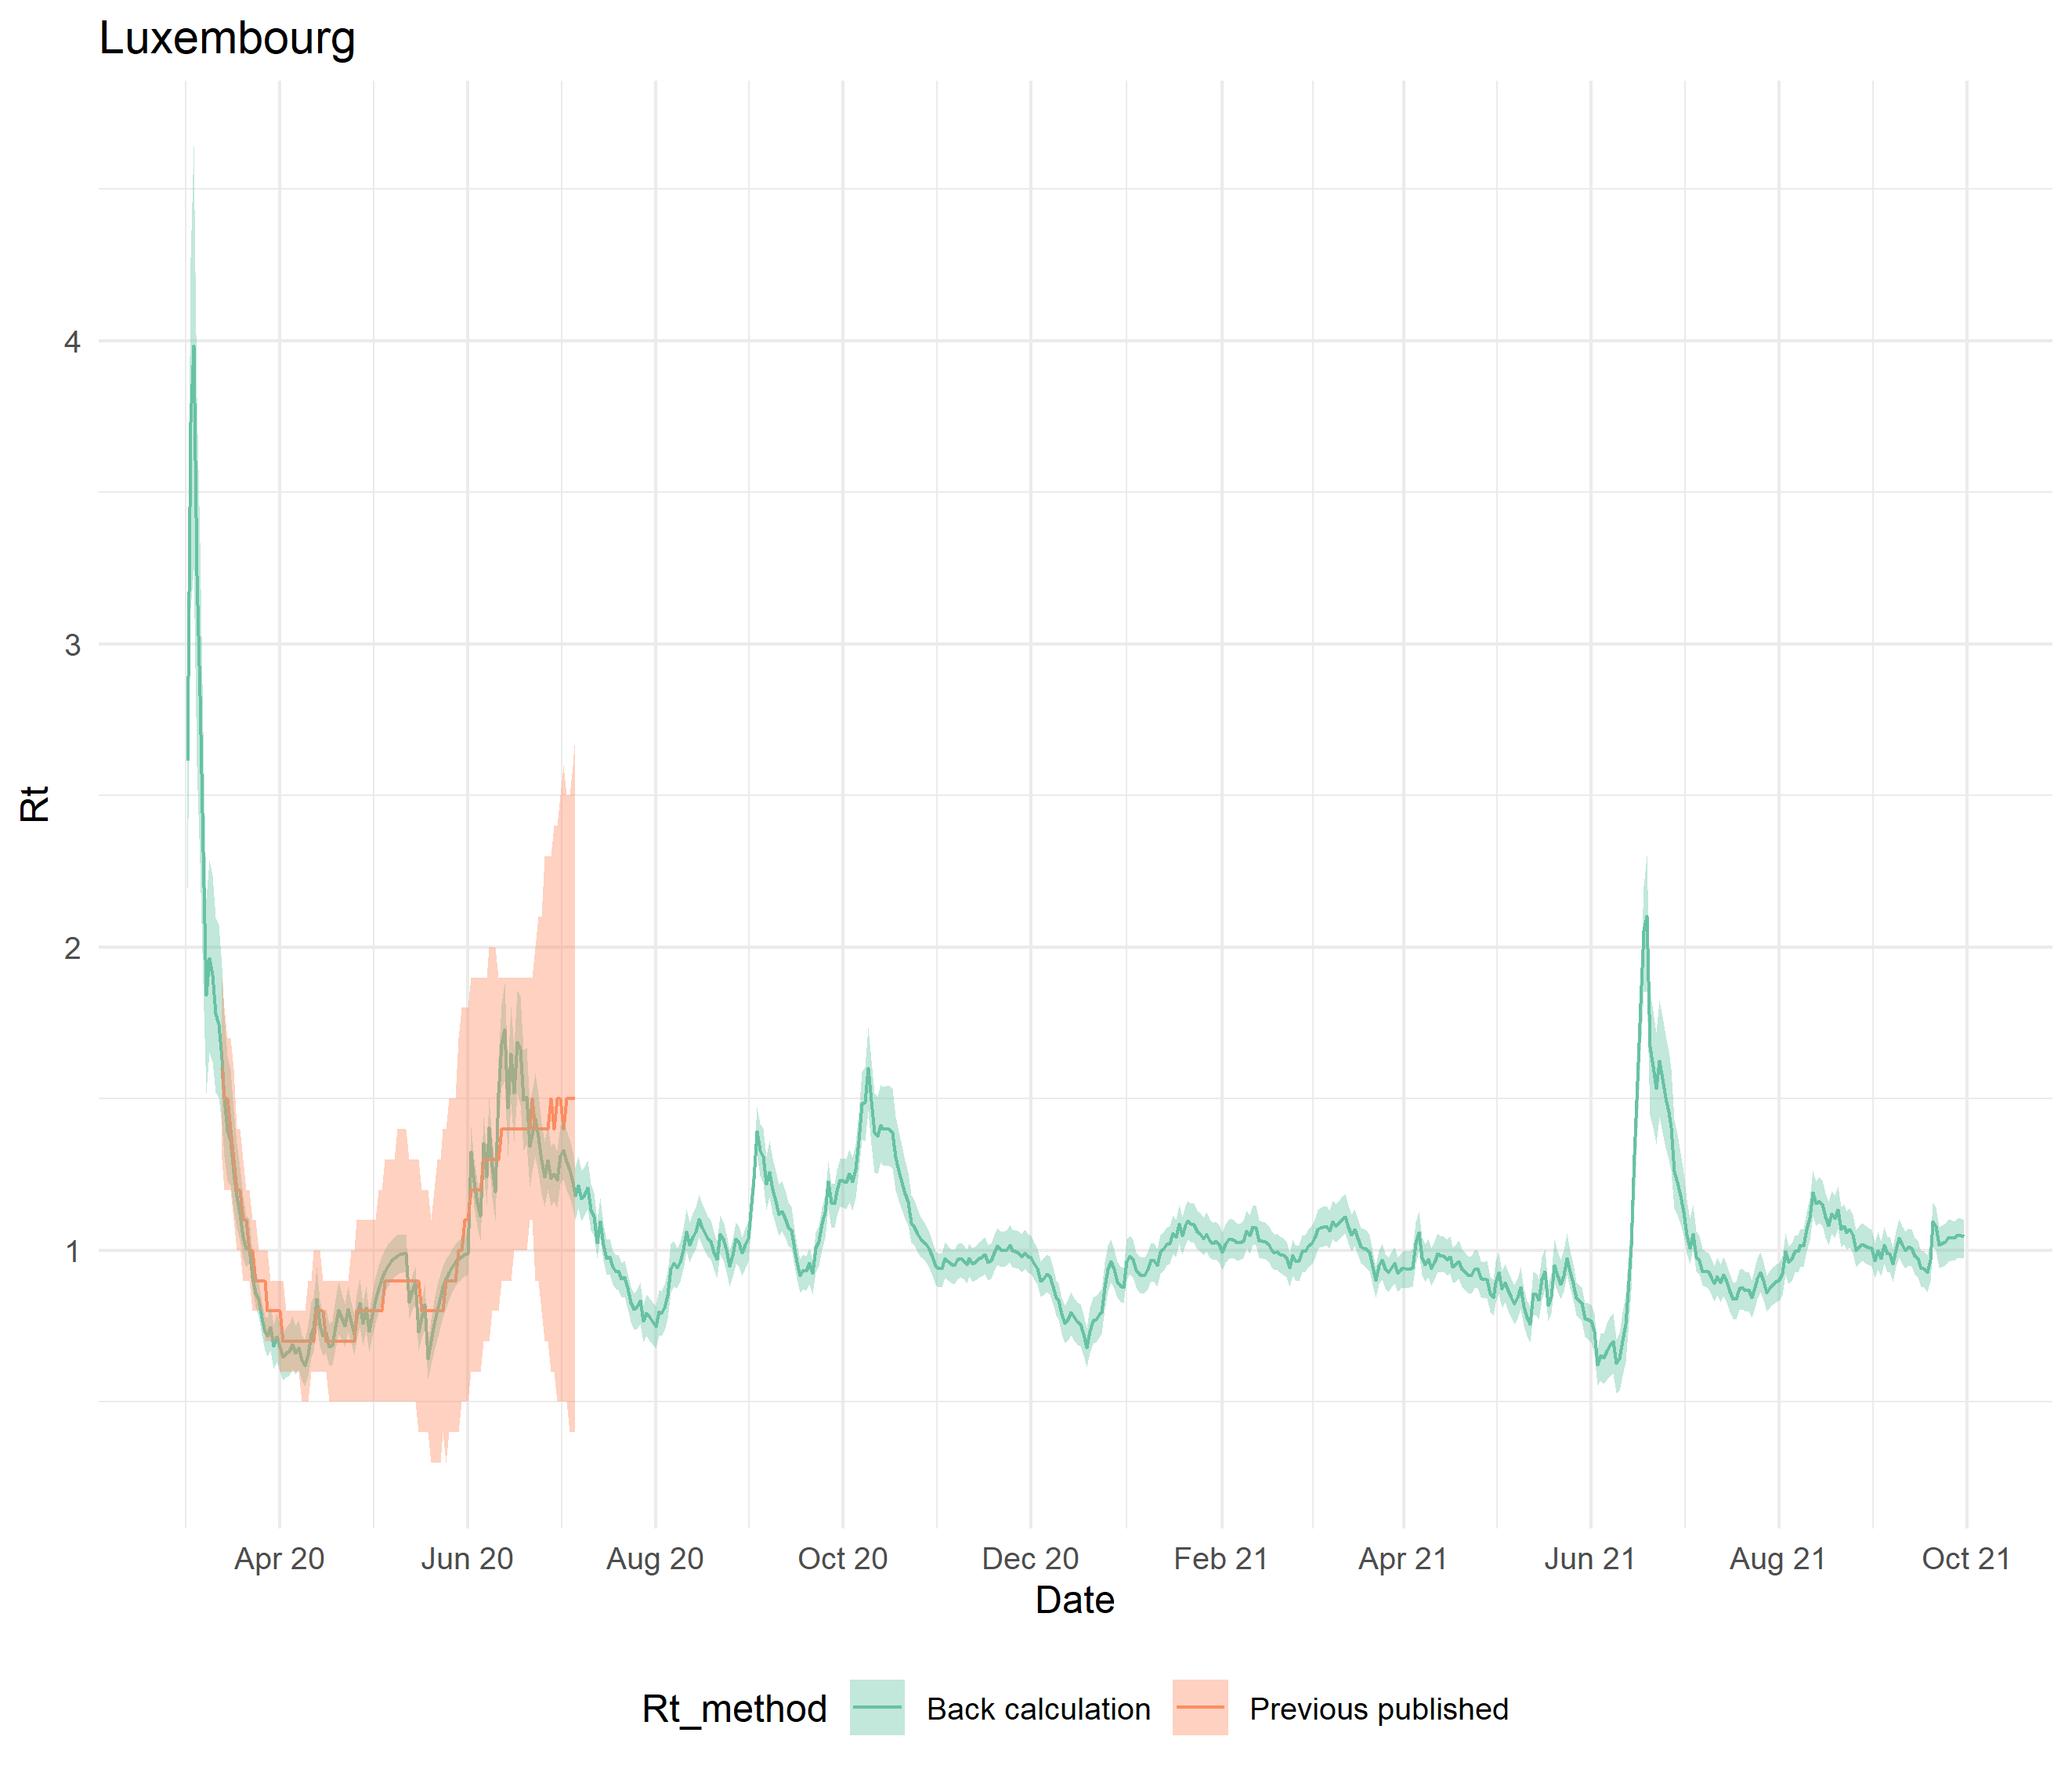 Luxembourg
4
3
2
1
Rt
Apr 20 Jun 20 Aug 20 Oct 20 Dec 20 Feb 21 Apr 21 Jun 21 Aug 21 Oct 21
Date
Rt_method Back calculation Previous published